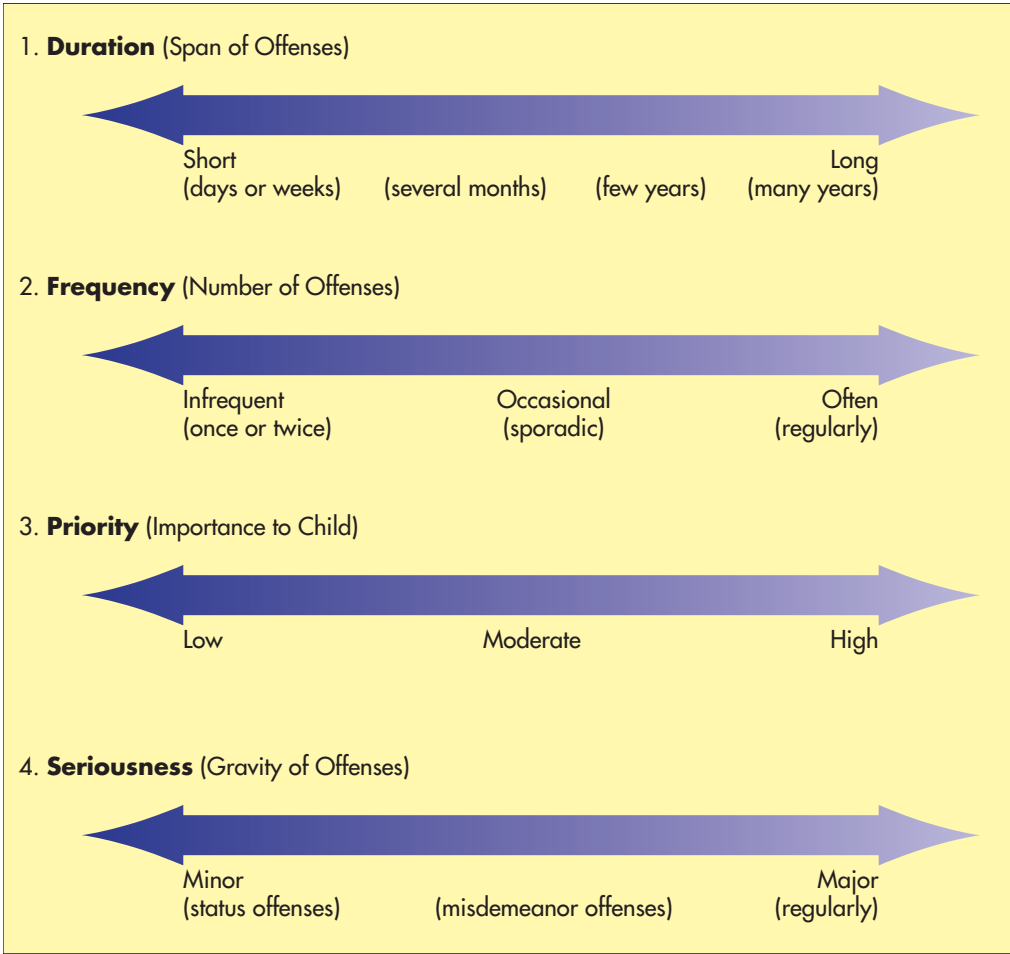 1. Duration (Span of Offenses)
Short Long
(days or weeks) (several months) (few years) (many years)
2. Frequency (Number of Offenses)
Infrequent Occasional Often
(once or twice) (sporadic) (regularly)
3. Priority (Importance to Child)
Low Moderate High
4. Seriousness (Gravity of Offenses)
Minor Major
(status offenses) (misdemeanor offenses) (regularly)